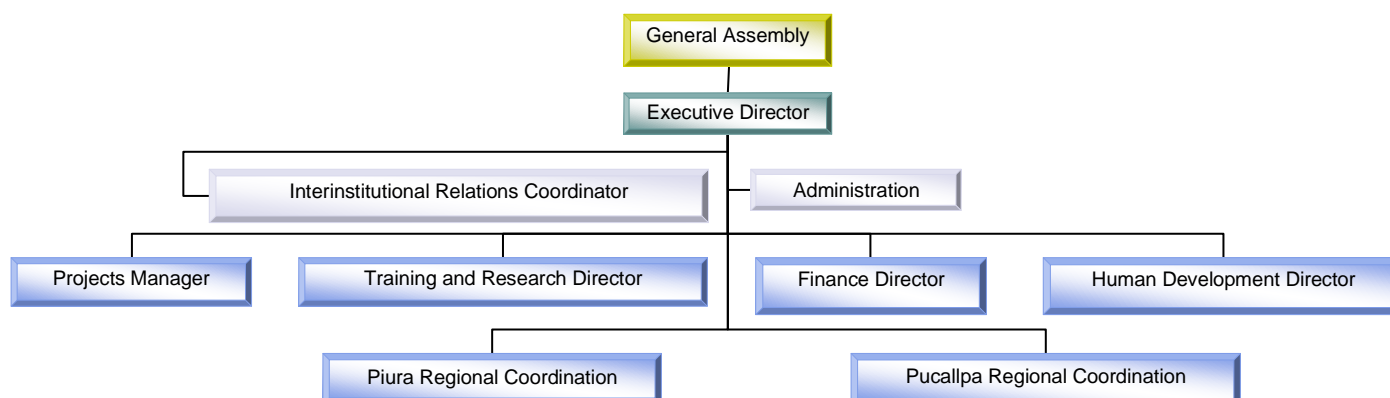 General Assembly
Executive Director
Interinstitutional Relations Coordinator
Administration
Projects Manager
Training and Research Director
Finance Director
Human Development Director
Piura Regional Coordination
Pucallpa Regional Coordination